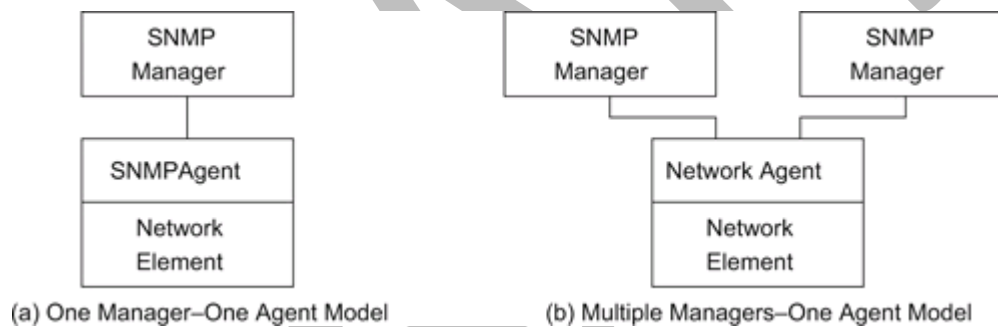 SNMP
Manager
SNMPAgent
Network
Element
(a) One Manager–One Agent Model
SNMP
Manager
SNMP
Manager
Network Agent
Network
Element
(b) Multiple Managers–One Agent Model